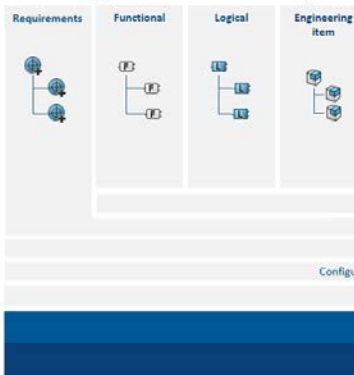 Requirements
Functional
Logical
Engineering
item
F
F
F
L
L
L
Configu